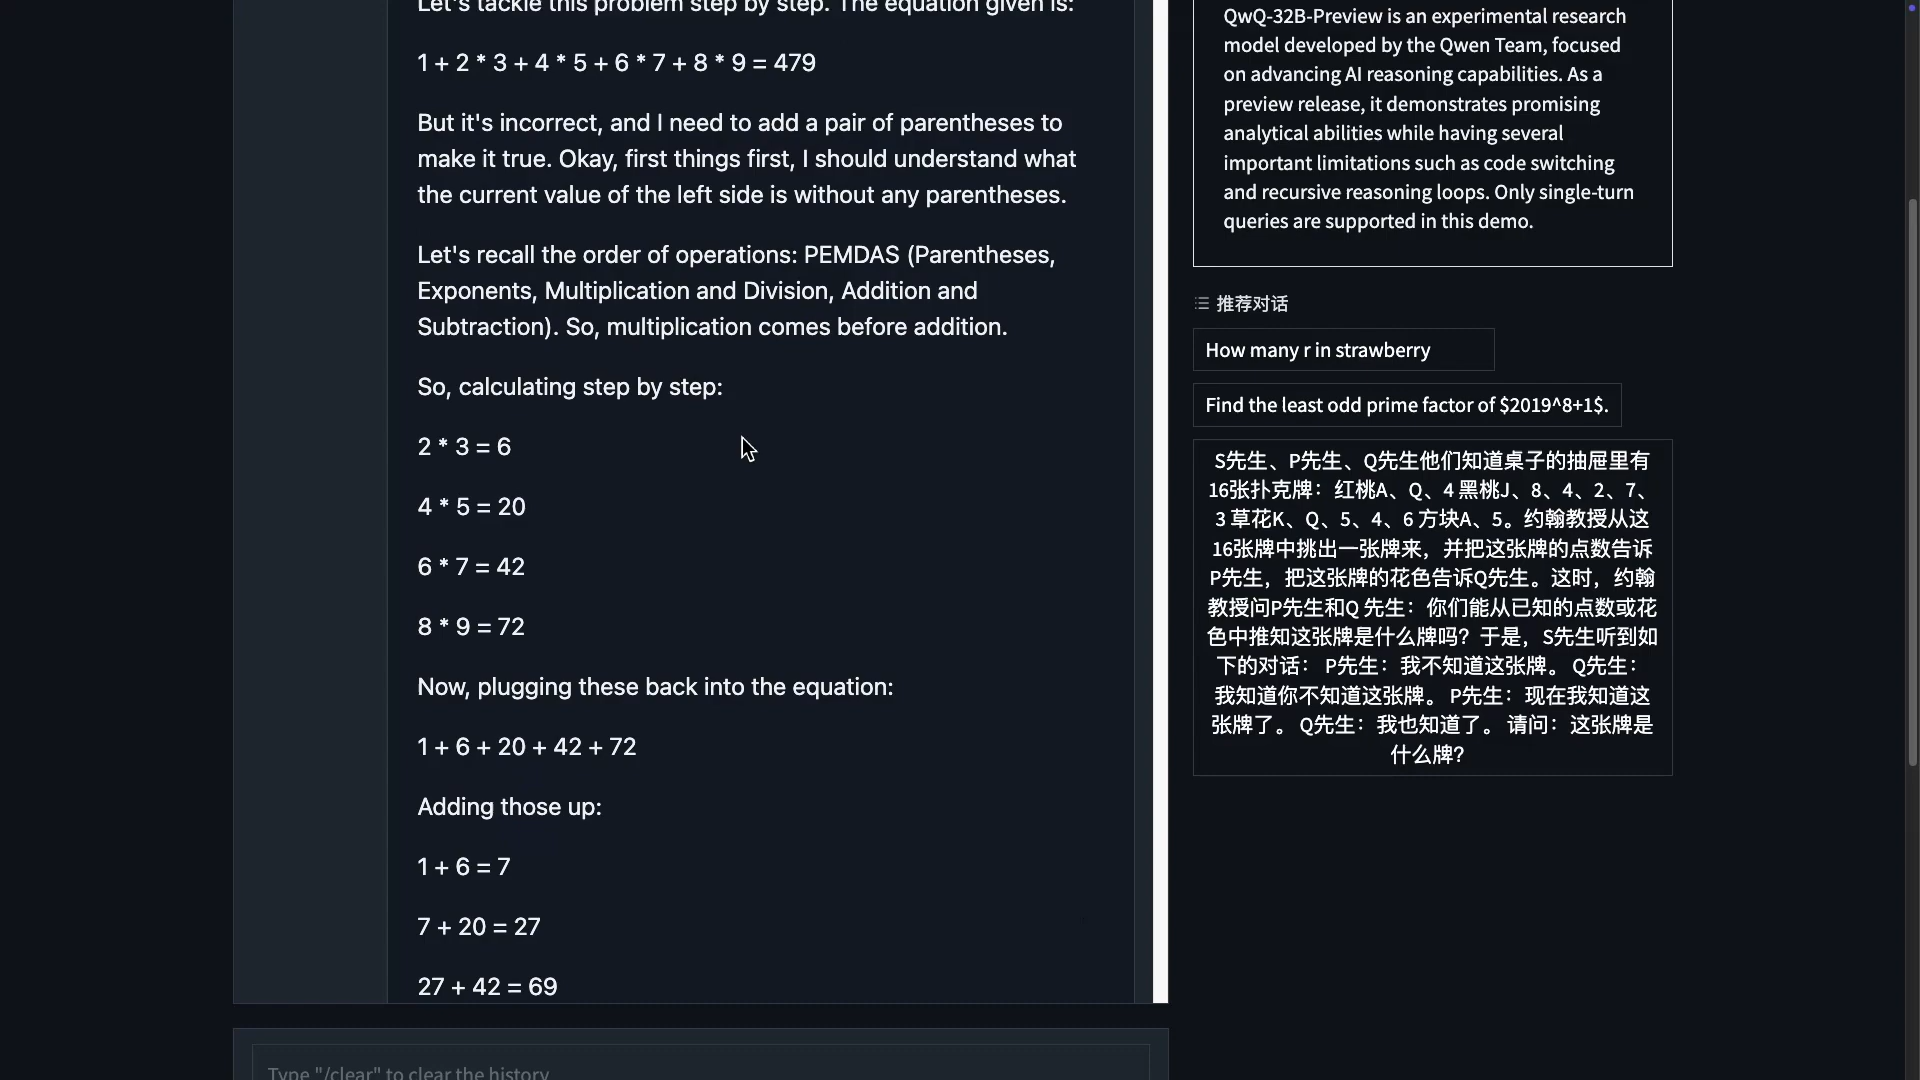 Let's tackle this problem step by step. The equation given is:
1 + 2 * 3 + 4 * 5 + 6 * 7 + 8 * 9 = 479
But it's incorrect, and I need to add a pair of parentheses to
make it true. Okay, first things first, I should understand what
the current value of the left side is without any parentheses.
Let's recall the order of operations: PEMDAS (Parentheses,
Exponents, Multiplication and Division, Addition and
Subtraction). So, multiplication comes before addition.
So, calculating step by step:
2 * 3 = 6
4 * 5 = 20
6 * 7 = 42
8 * 9 = 72
Now, plugging these back into the equation:
1 + 6 + 20 + 42 + 72
Adding those up:
1 + 6 = 7
7 + 20 = 27
27 + 42 = 69
Type "/clear" to clear the history
QwQ-32B-Preview is an experimental research
model developed by the Qwen Team, focused
on advancing AI reasoning capabilities. As a
preview release, it demonstrates promising
analytical abilities while having several
important limitations such as code switching
and recursive reasoning loops. Only single-turn
queries are supported in this demo.
推荐对话
How many r in strawberry
Find the least odd prime factor of $2019^8+1$.
S先生、P先生、Q先生他们知道桌子的抽屉里有
16张扑克牌：红桃A、Q、4 黑桃J、8、4、2、7、
3 草花K、Q、5、4、6 方块A、5。约翰教授从这
16张牌中挑出一张牌来，并把这张牌的点数告诉
P先生，把这张牌的花色告诉Q先生。这时，约翰
教授问P先生和Q 先生：你们能从已知的点数或花
色中推知这张牌是什么牌吗？于是，S先生听到如
下的对话： P先生：我不知道这张牌。 Q先生：
我知道你不知道这张牌。 P先生：现在我知道这
张牌了。 Q先生：我也知道了。 请问：这张牌是
什么牌？